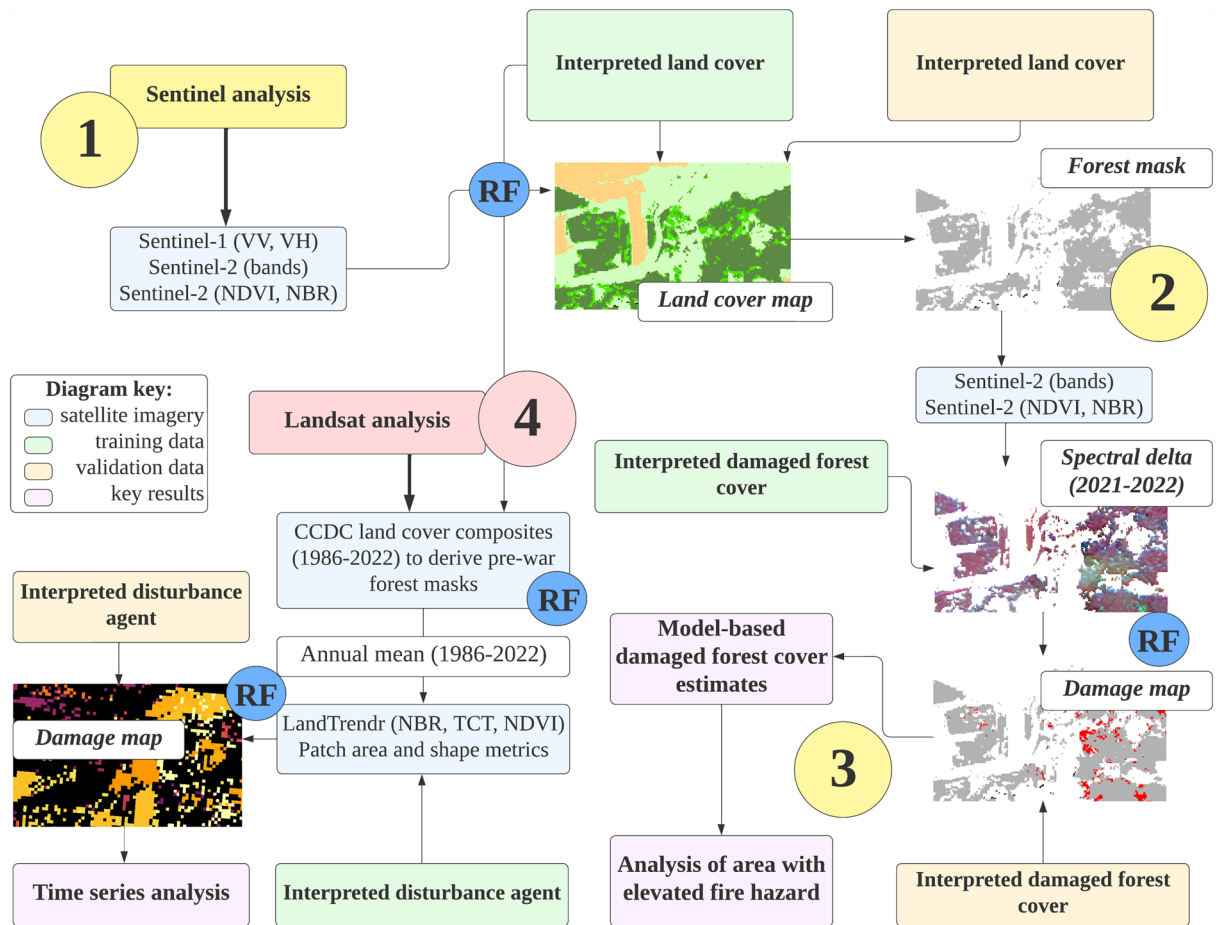 Interpreted land cover
Interpreted land cover
Sentinel analysis
1
Forest mask
RF
Sentinel-1 (VV, VH)
Sentinel-2 (bands)
Sentinel-2 (NDVI, NBR)
Land cover map
2
Diagram key:
satellite imagery
training data
validation data
key results
Landsat analysis
4
Sentinel-2 (bands)
Sentinel-2 (NDVI, NBR)
Interpreted damaged forest
cover
Spectral delta
(2021-2022)
CCDC land cover composites
(1986-2022) to derive pre-war
forest masks
RF
Interpreted disturbance
agent
Model-based
damaged forest cover
estimates
RF
Annual mean (1986-2022)
RF
Damage map
LandTrendr (NBR, TCT, NDVI)
Patch area and shape metrics
Damage map
3
Time series analysis
Interpreted disturbance agent
Analysis of area with
elevated fire hazard
Interpreted damaged forest
cover